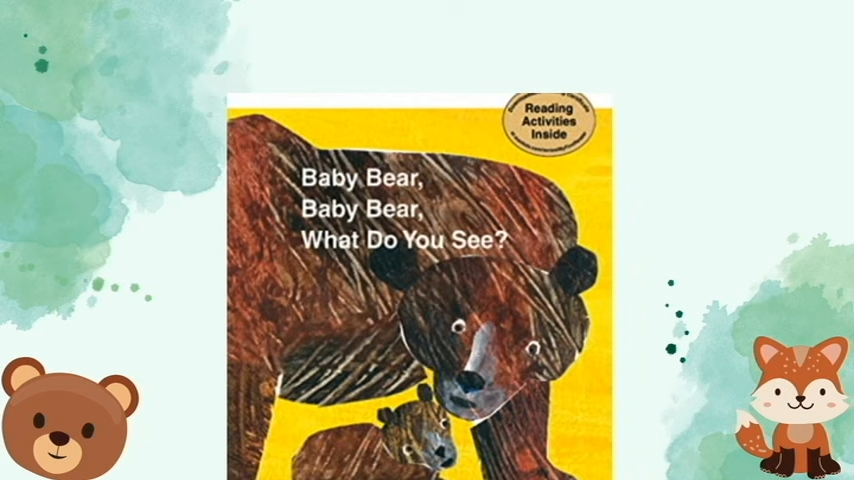 Reading
Activities
Inside
Baby Bear,
Baby Bear,
What Do You See?